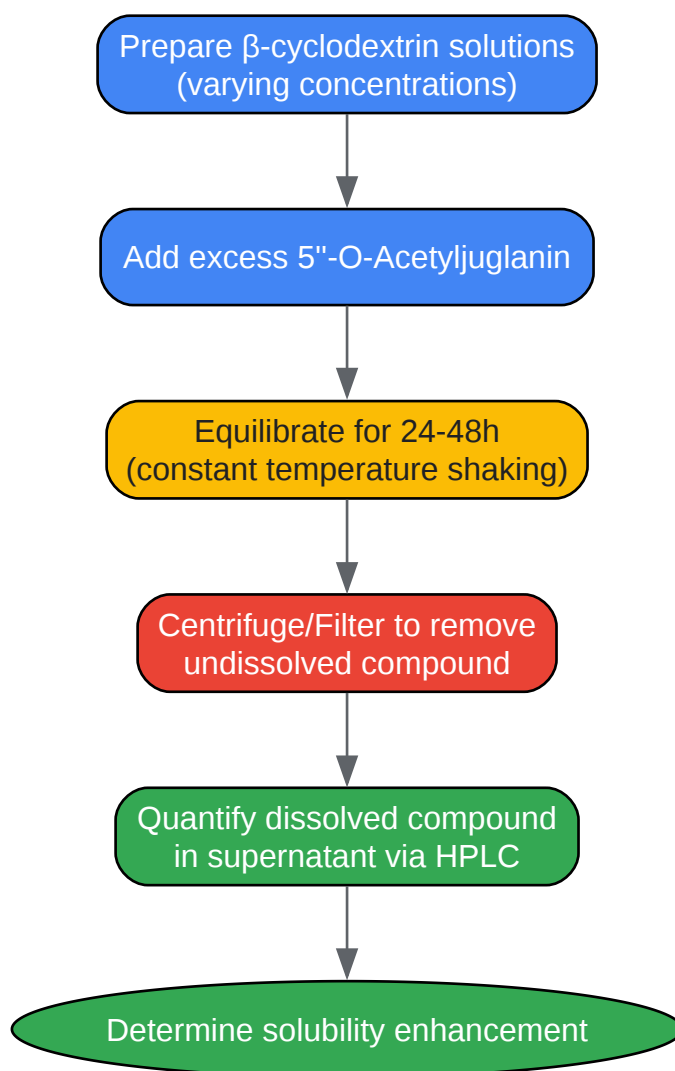 Prepare β-cyclodextrin solutions
(varying concentrations)
Add excess 5''-O-Acetyljuglanin
Equilibrate for 24-48h
(constant temperature shaking)
Centrifuge/Filter to remove
undissolved compound
Quantify dissolved compound
in supernatant via HPLC
Determine solubility enhancement